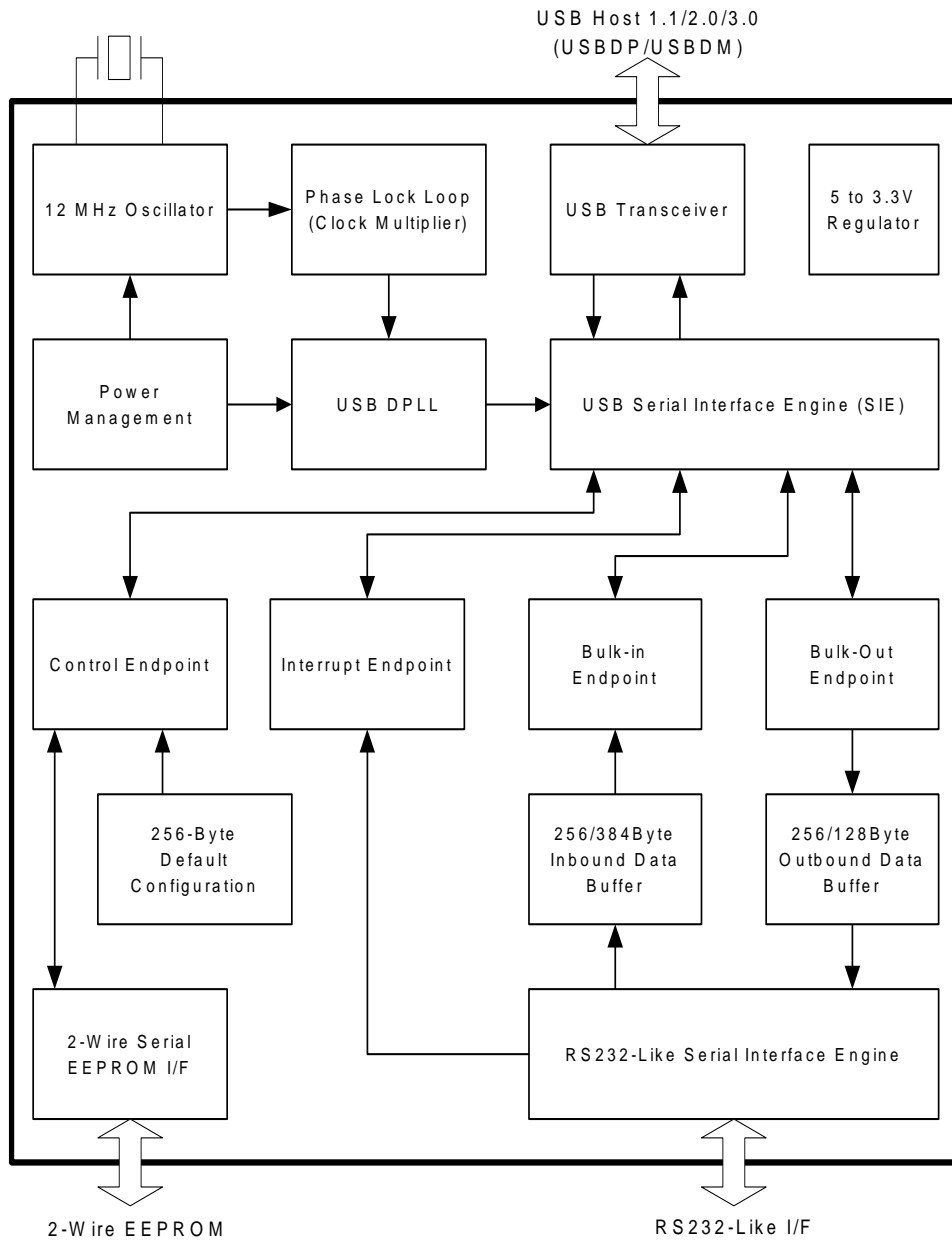 USB Host 1.1/2.0/3.0
(USBDP/USBDM)
12 MHz Oscillator
Phase Lock Loop
(Clock Multiplier)
USB Transceiver
5 to 3.3V
Regulator
Power
Management
USB DPLL
USB Serial Interface Engine (SIE)
Control Endpoint
Interrupt Endpoint
Bulk-in
Endpoint
Bulk-Out
Endpoint
256-Byte
Default
Configuration
256/384Byte
Inbound Data
Buffer
256/128Byte
Outbound Data
Buffer
2-Wire Serial
EEPROM I/F
RS232-Like Serial Interface Engine
2-Wire EEPROM
RS232-Like I/F